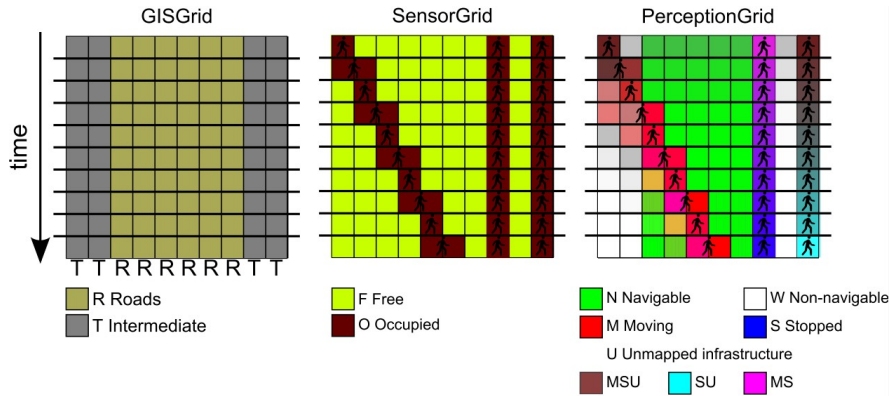 GISGrid SensorGrid PerceptionGrid
time
T T R R R R R R T T
R Roads
T Intermediate
F Free
O Occupied
N Navigable W Non-navigable
M Moving S Stopped
U Unmapped infrastructure
MSU SU MS